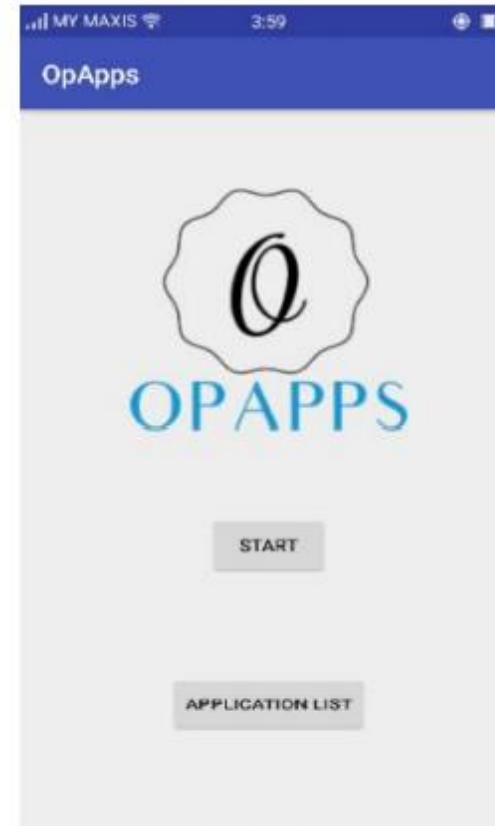 MY MAXIS 3:59
OpApps
O
OPAPPS
START
APPLICATION LIST